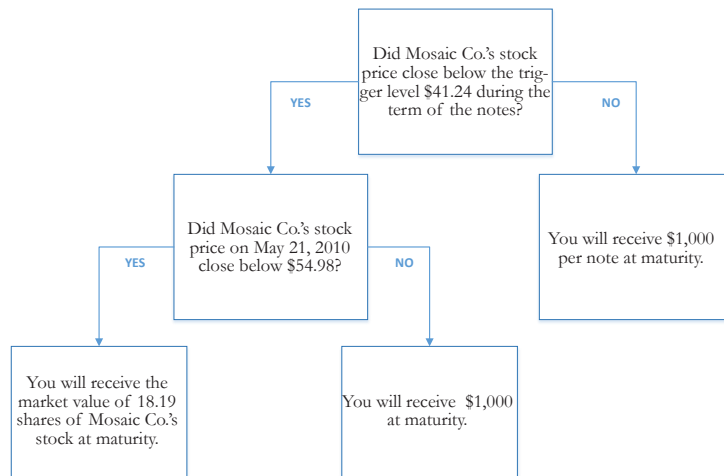 Did Mosaic Co.'s stock
price close below the trig-
ger level $41.24 during the
term of the notes?
YES
NO
Did Mosaic Co.'s stock
price on May 21, 2010
close below $54.98?
You will receive $1,000
per note at maturity.
YES
NO
You will receive the
market value of 18.19
shares of Mosaic Co.'s
stock at maturity.
You will receive $1,000
at maturity.